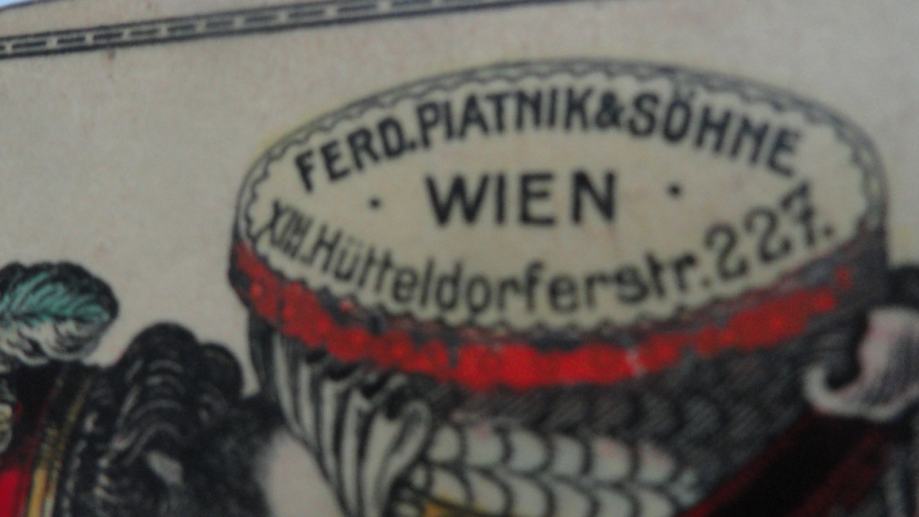 FERD. PIATNIK & SÖHNE
· WIEN ·
XIII. Hütteldorferstr. 227.